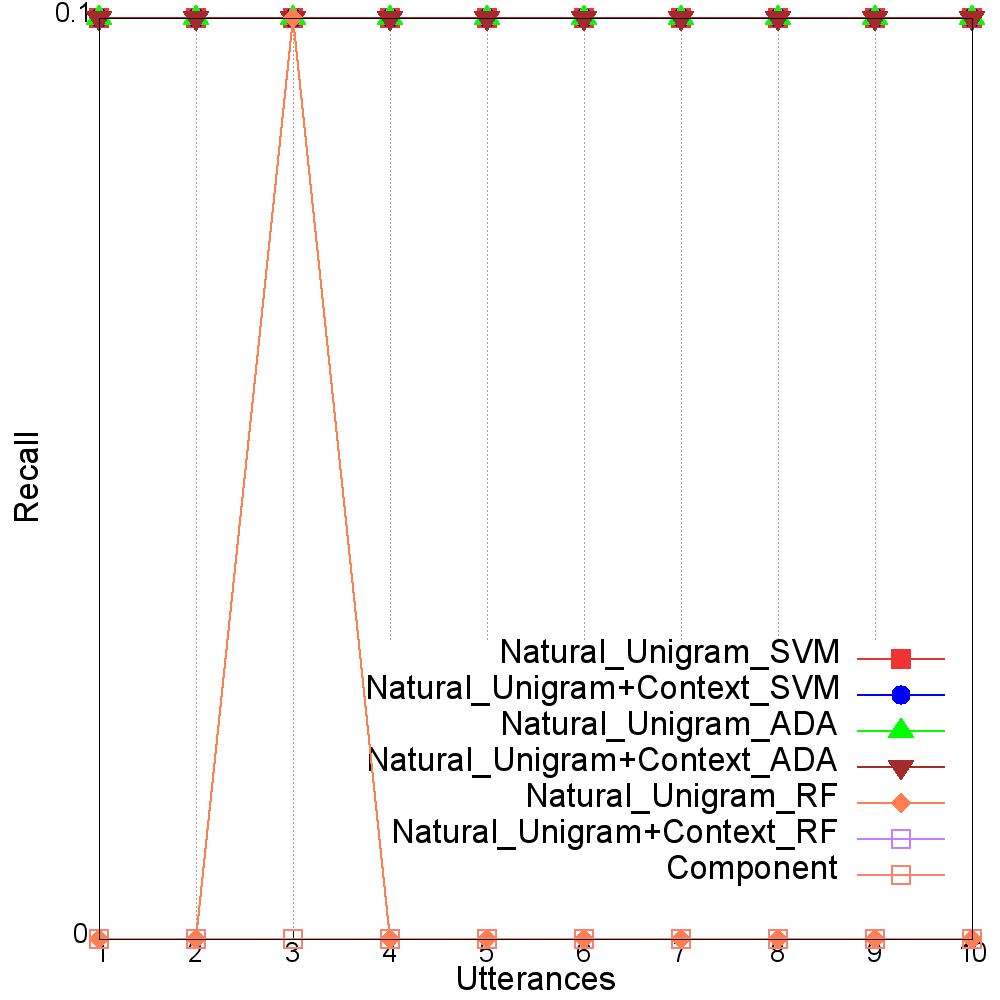 0.1
Recall
Natural_Unigram_SVM
Natural_Unigram+Context_SVM
Natural_Unigram_ADA
Natural_Unigram+Context_ADA
Natural_Unigram_RF
Natural_Unigram+Context_RF
Component
0
1 2 3 4 5 6 7 8 9 10
Utterances